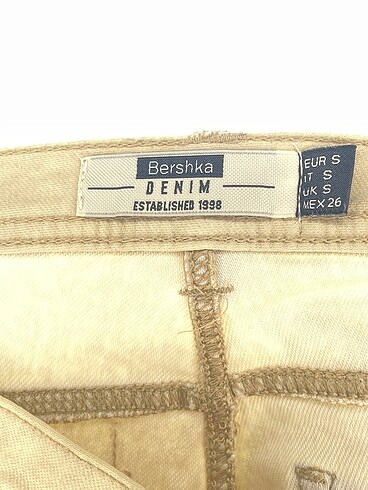 Bershka
DENIM
ESTABLISHED 1998
EUR S
IT S
UK S
MEX 26